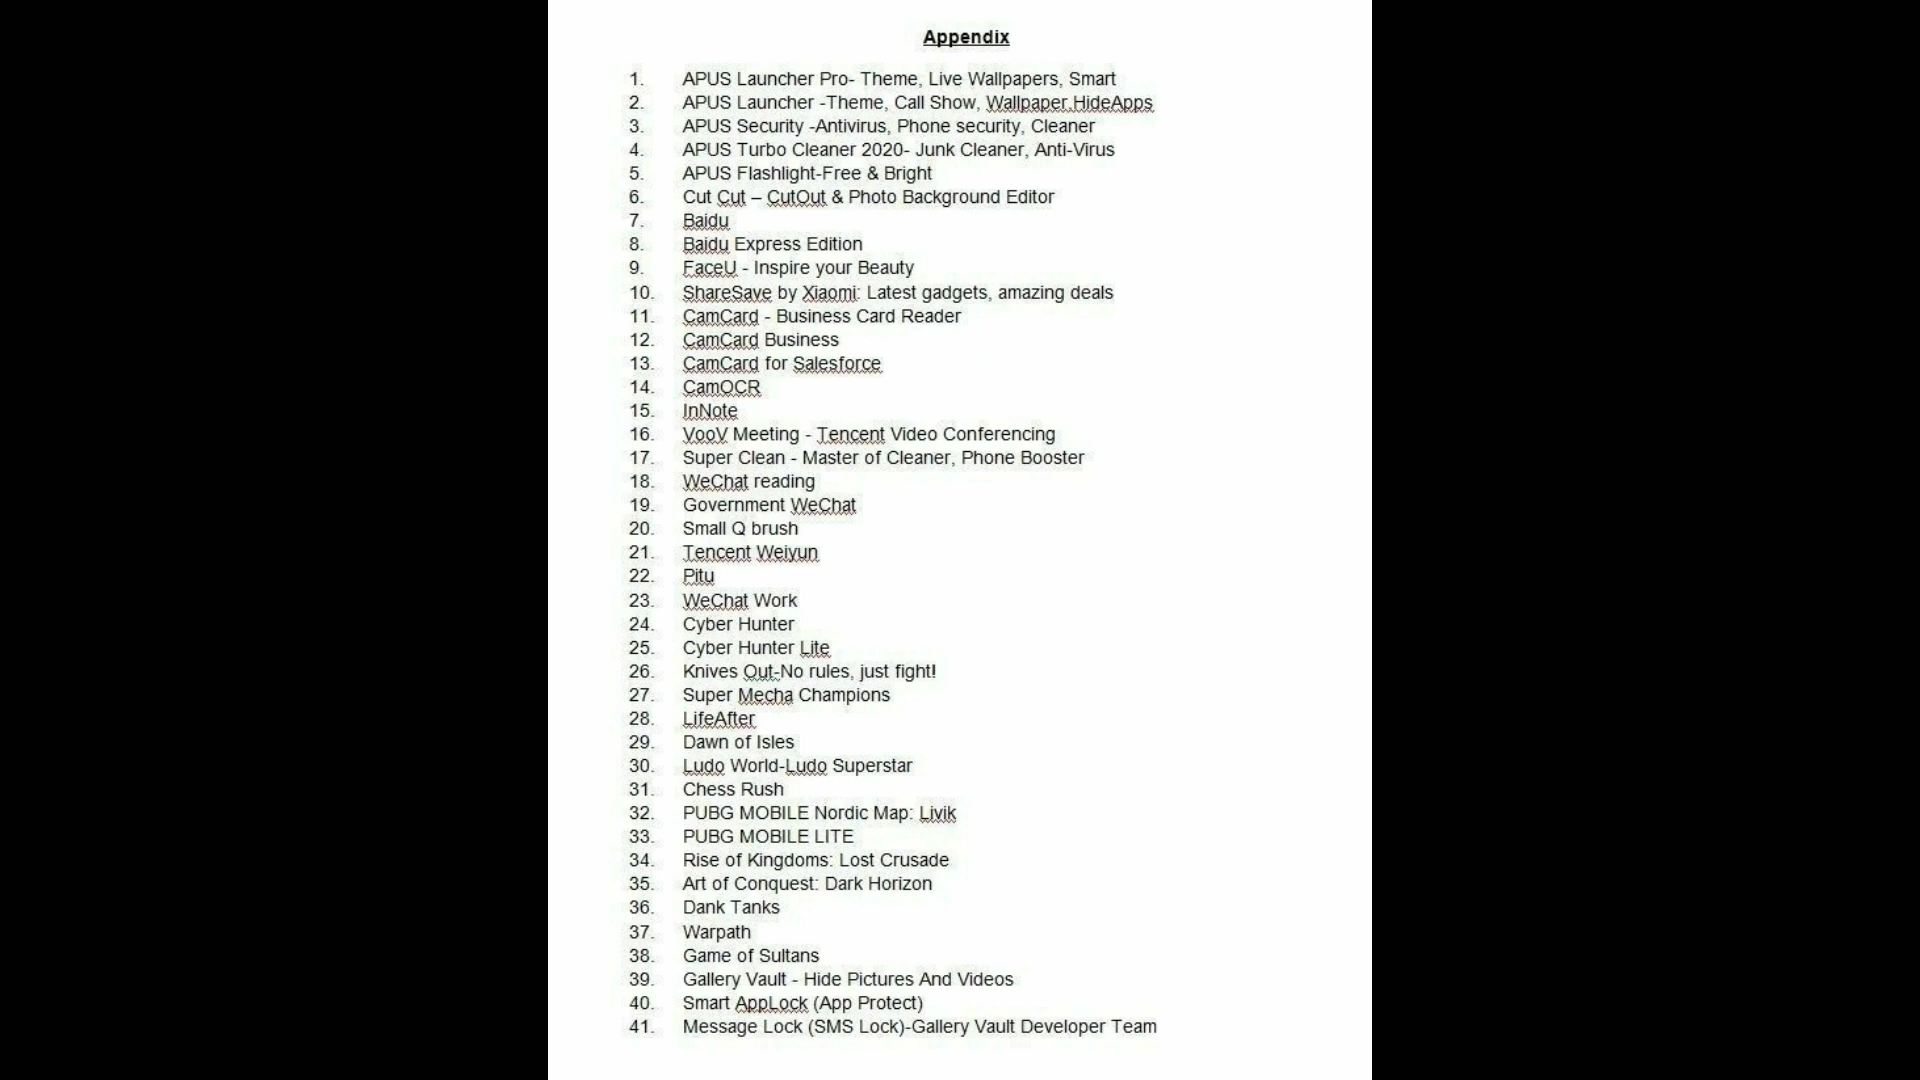 Appendix
1. APUS Launcher Pro- Theme, Live Wallpapers, Smart
2. APUS Launcher -Theme, Call Show, Wallpaper,HideApps
3. APUS Security -Antivirus, Phone security, Cleaner
4. APUS Turbo Cleaner 2020- Junk Cleaner, Anti-Virus
5. APUS Flashlight-Free & Bright
6. Cut Cut – CutOut & Photo Background Editor
7. Baidu
8. Baidu Express Edition
9. FaceU - Inspire your Beauty
10. ShareSave by Xiaomi: Latest gadgets, amazing deals
11. CamCard - Business Card Reader
12. CamCard Business
13. CamCard for Salesforce
14. CamOCR
15. InNote
16. VooV Meeting - Tencent Video Conferencing
17. Super Clean - Master of Cleaner, Phone Booster
18. WeChat reading
19. Government WeChat
20. Small Q brush
21. Tencent Weiyun
22. Pitu
23. WeChat Work
24. Cyber Hunter
25. Cyber Hunter Lite
26. Knives Out-No rules, just fight!
27. Super Mecha Champions
28. LifeAfter
29. Dawn of Isles
30. Ludo World-Ludo Superstar
31. Chess Rush
32. PUBG MOBILE Nordic Map: Livik
33. PUBG MOBILE LITE
34. Rise of Kingdoms: Lost Crusade
35. Art of Conquest: Dark Horizon
36. Dank Tanks
37. Warpath
38. Game of Sultans
39. Gallery Vault - Hide Pictures And Videos
40. Smart AppLock (App Protect)
41. Message Lock (SMS Lock)-Gallery Vault Developer Team